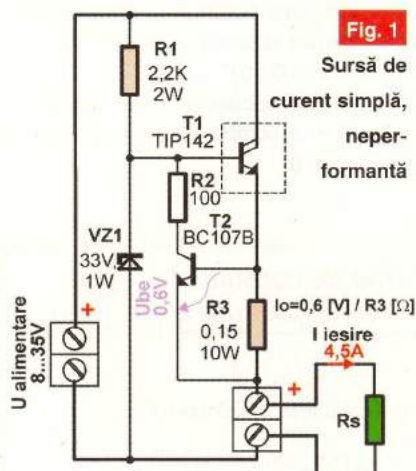 Fig. 1
Sursă de
curent simplă,
neper-
formantă
R1
2,2K
2W
T1
TIP142
R2
100
T2
BC107B
VZ1
33V,
1W
Ube
0,6V
R3
0,15
10W
Io=0,6 [V] / R3 [Ω]
I iesire
4,5A
U alimentare
8...35V
+
+
Rs